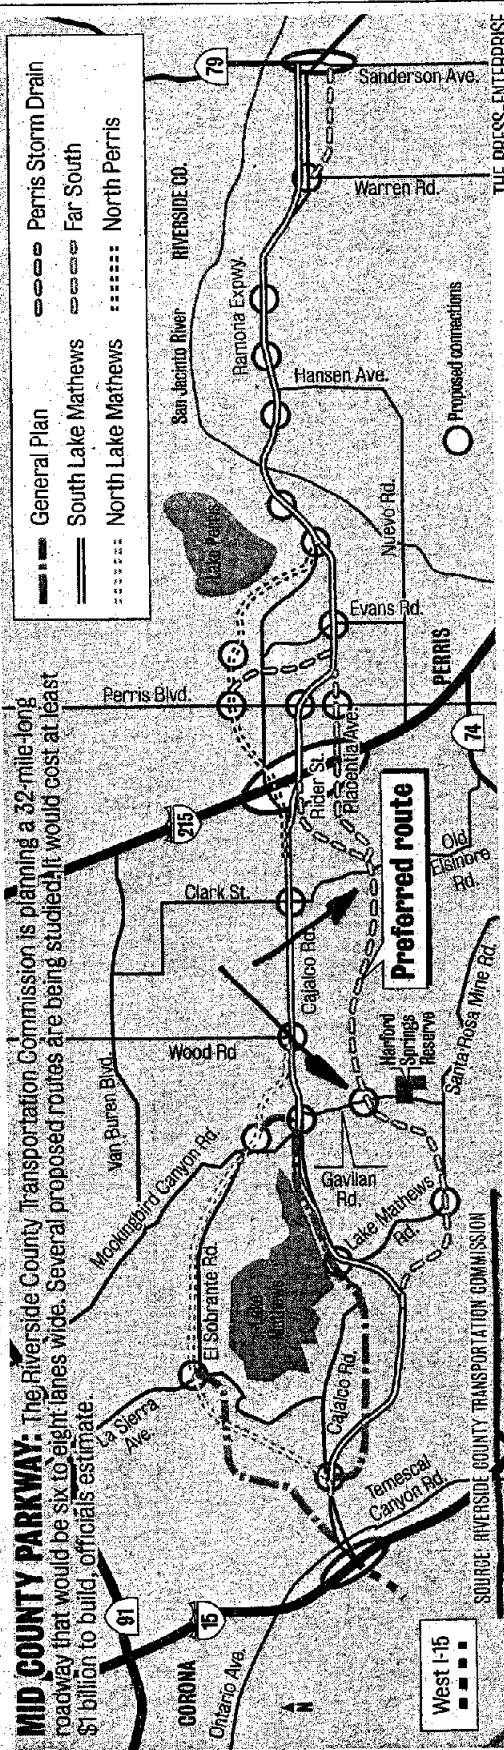 MID COUNTY PARKWAY: The Riverside County Transportation Commission is planning a 32-mile-long
roadway that would be six to eight lanes wide. Several proposed routes are being studied. It would cost at least
$1 billion to build, officials estimate.
General Plan
South Lake Mathews
North Lake Mathews
Perris Storm Drain
Far South
North Perris
91
15
CORONA
Ontario Ave.
La Sierra
Ave.
El Sobrante Rd.
Mockingbird Canyon Rd.
Van Buren Blvd.
Wood Rd
Clark St.
215
Perris Blvd.
Lake Perris
San Jacinto River
RIVERSIDE CO.
79
Sanderson Ave.
Warren Rd.
Ramona Expwy.
Hansen Ave.
Nuevo Rd.
Evans Rd.
PERRIS
74
Rider St.
Placentia Ave.
Old
Elsinore
Rd.
Cajalco Rd.
Preferred route
Harford
Springs
Reserve
Santa Rosa Mine Rd.
Gavilan
Rd.
Lake Mathews
Rd.
Lake
Mathews
Cajalco Rd.
Temescal
Canyon Rd.
N
West I-15
Proposed connections
SOURCE: RIVERSIDE COUNTY TRANSPORTATION COMMISSION
THE PRESS-ENTERPRISE